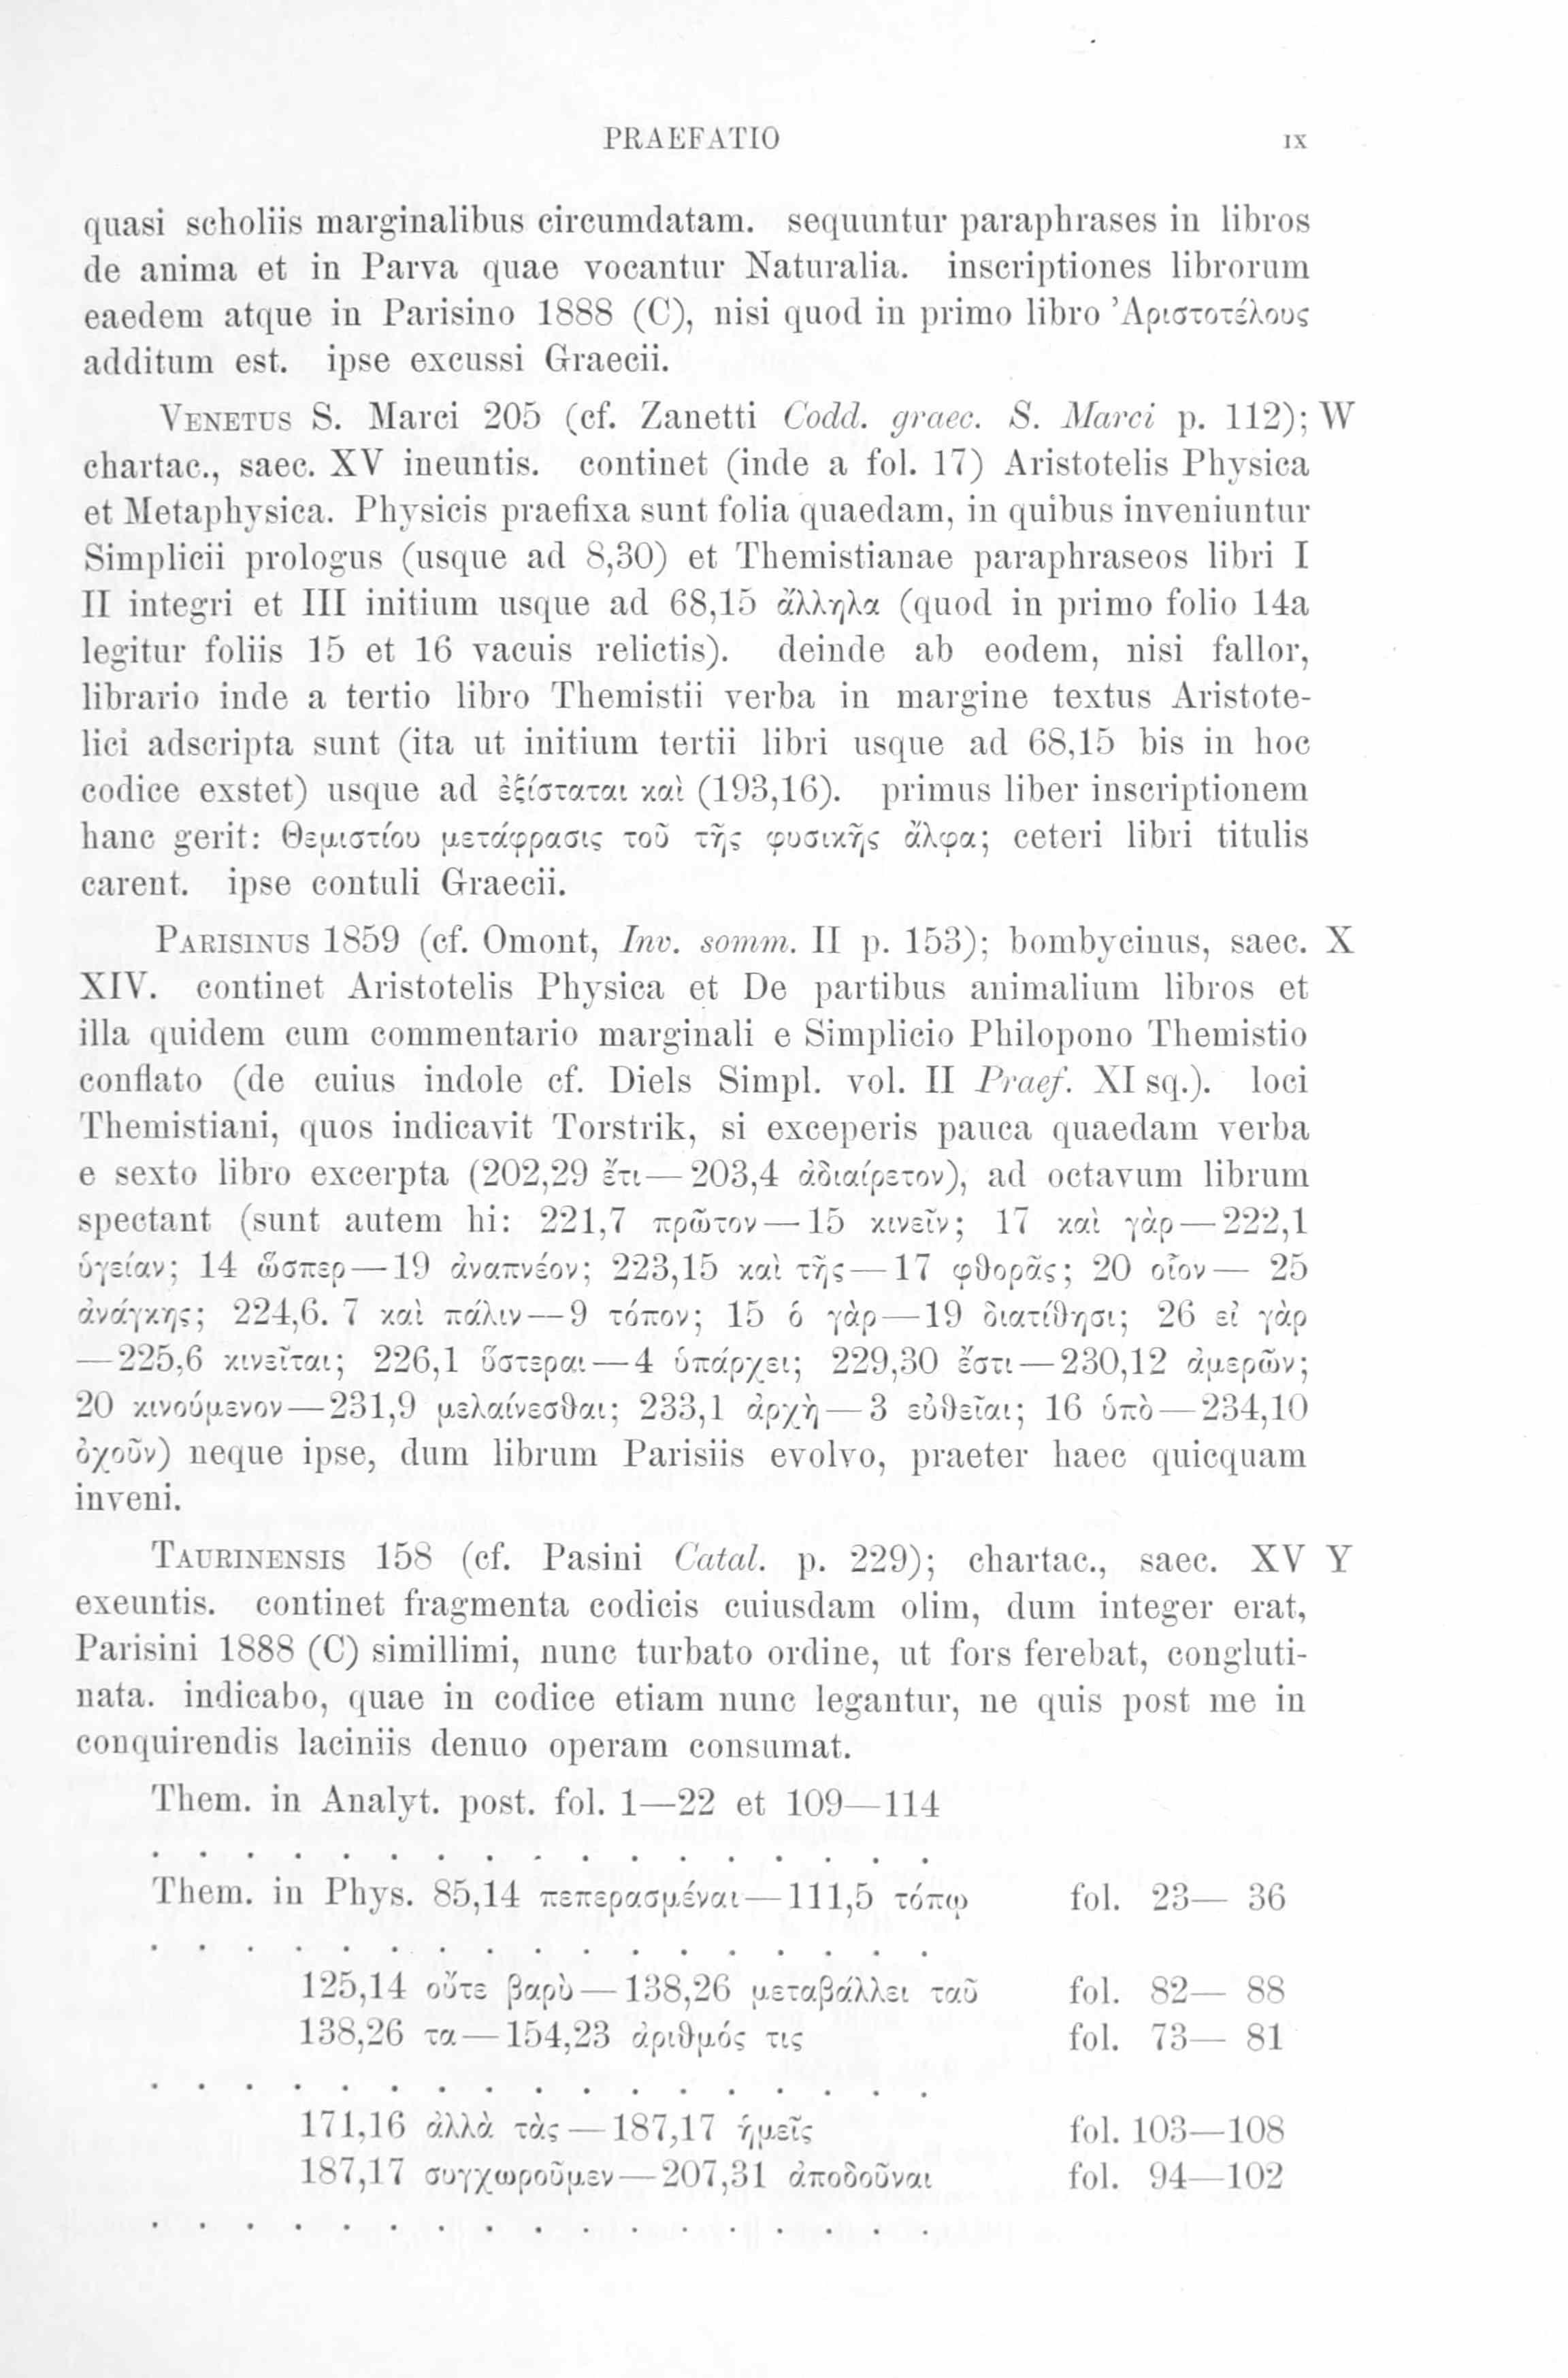 PRAEFATIO IX
quasi scholiis marginalibus circumdatam. sequuntur paraphrases in libros
de anima et in Parva quae vocantur Naturalia. inscriptiones librorum
eaedem atque in Parisino 1888 (C), nisi quod in primo libro Ἀριστοτέλους
additum est. ipse excussi Graecii.
VENETUS S. Marci 205 (cf. Zanetti Codd. graec. S. Marci p. 112); W
chartac., saec. XV ineuntis. continet (inde a fol. 17) Aristotelis Physica
et Metaphysica. Physicis praefixa sunt folia quaedam, in quibus inveniuntur
Simplicii prologus (usque ad 8,30) et Themistianae paraphraseos libri I
II integri et III initium usque ad 68,15 ἄλληλα (quod in primo folio 14a
legitur foliis 15 et 16 vacuis relictis). deinde ab eodem, nisi fallor,
librario inde a tertio libro Themistii verba in margine textus Aristote-
lici adscripta sunt (ita ut initium tertii libri usque ad 68,15 bis in hoc
codice exstet) usque ad ἐξίσταται καὶ (193,16). primus liber inscriptionem
hanc gerit: Θεμιστίου μετάφρασις τοῦ τῆς φυσικῆς ἄλφα; ceteri libri titulis
carent. ipse contuli Graecii.
PARISINUS 1859 (cf. Omont, Inv. somm. II p. 153); bombycinus, saec. X
XIV. continet Aristotelis Physica et De partibus animalium libros et
illa quidem cum commentario marginali e Simplicio Philopono Themistio
conflato (de cuius indole cf. Diels Simpl. vol. II Praef. XI sq.). loci
Themistiani, quos indicavit Torstrik, si exceperis pauca quaedam verba
e sexto libro excerpta (202,29 ἔτι—203,4 ἀδιαίρετον), ad octavum librum
spectant (sunt autem hi: 221,7 πρῶτον—15 κινεῖν; 17 καὶ γὰρ—222,1
ὑγείαν; 14 ὥσπερ—19 ἀναπνέον; 223,15 καὶ τῆς—17 φθορᾶς; 20 οἷον— 25
ἀνάγκης; 224,6. 7 καὶ πάλιν—9 τόπον; 15 ὁ γὰρ—19 διατίθησι; 26 εἰ γὰρ
—225,6 κινεῖται; 226,1 ὕστεραι—4 ὑπάρχει; 229,30 ἔστι—230,12 ἀμερῶν;
20 κινούμενον—231,9 μελαίνεσθαι; 233,1 ἀρχὴ—3 εὐθεῖαι; 16 ὑπὸ—234,10
ὀχοῦν) neque ipse, dum librum Parisiis evolvo, praeter haec quicquam
inveni.
TAURINENSIS 158 (cf. Pasini Catal. p. 229); chartac., saec. XV Y
exeuntis. continet fragmenta codicis cuiusdam olim, dum integer erat,
Parisini 1888 (C) simillimi, nunc turbato ordine, ut fors ferebat, congluti-
nata. indicabo, quae in codice etiam nunc legantur, ne quis post me in
conquirendis laciniis denuo operam consumat.
Them. in Analyt. post. fol. 1—22 et 109—114
. . . . . . . . . . . . . . . . .
Them. in Phys. 85,14 πεπερασμέναι—111,5 τόπῳ fol. 23— 36
. . . . . . . . . . . . . . . . .
125,14 οὔτε βαρὺ—138,26 μεταβάλλει ταῦ fol. 82— 88
138,26 τα—154,23 ἀριθμός τις fol. 73— 81
. . . . . . . . . . . . . . . . .
171,16 ἀλλὰ τὰς—187,17 ἡμεῖς fol. 103—108
187,17 συγχωροῦμεν—207,31 ἀποδοῦναι fol. 94—102
. . . . . . . . . . . . . . . . .